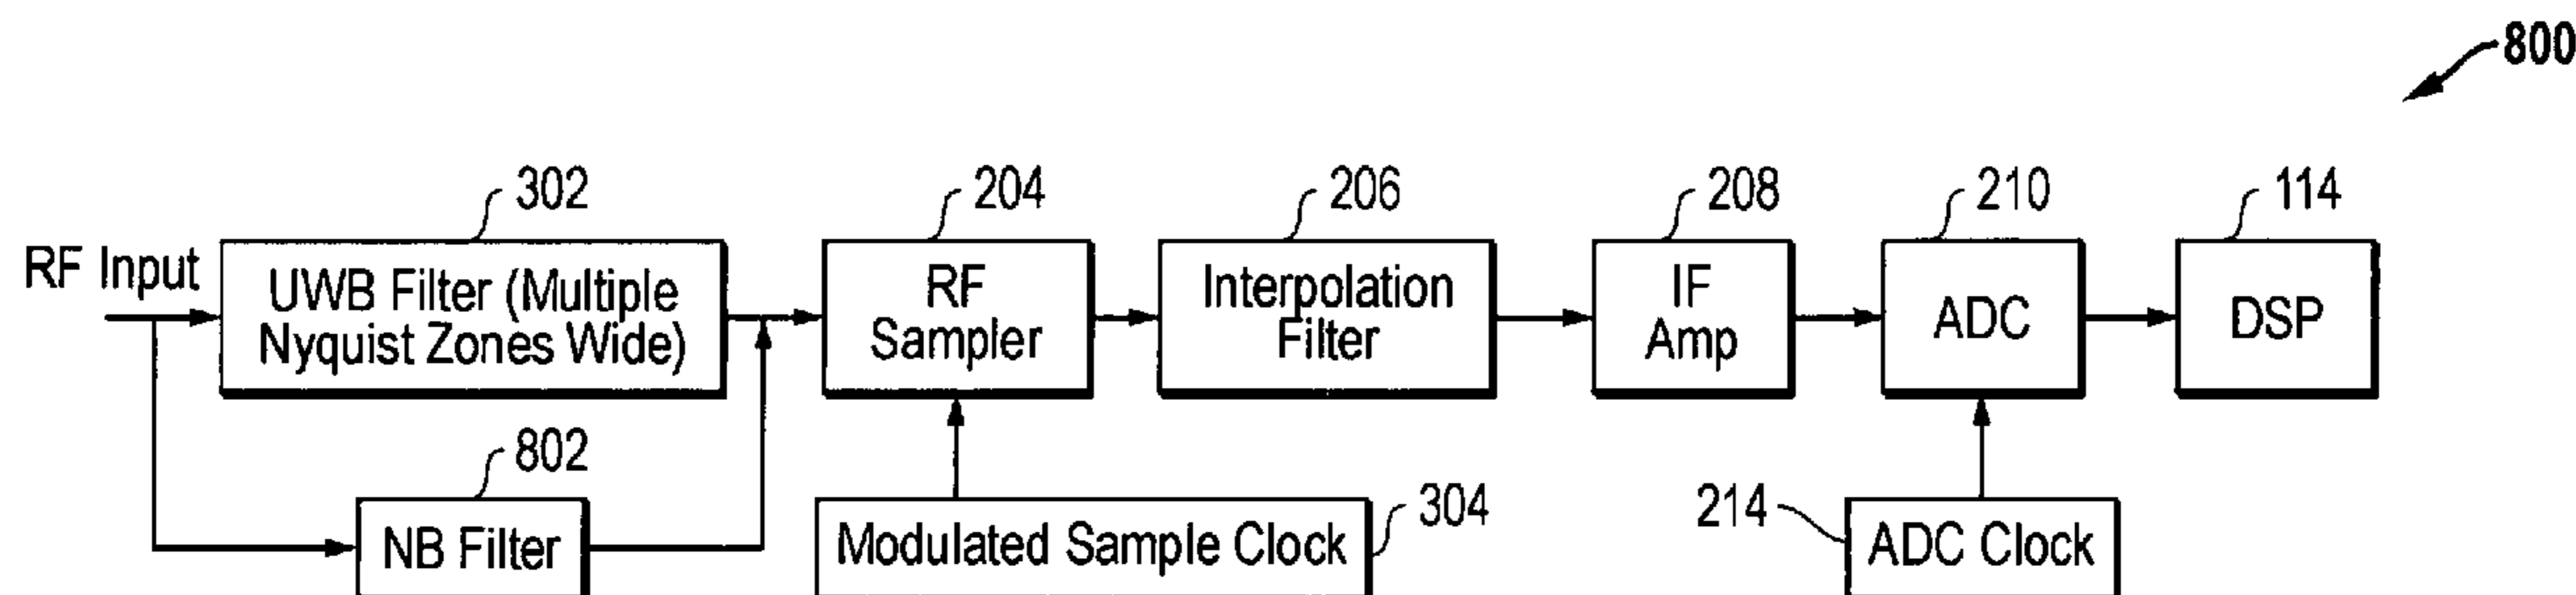 800
302
204
206
208
210
114
RF Input
UWB Filter (Multiple
Nyquist Zones Wide)
RF
Sampler
Interpolation
Filter
IF
Amp
ADC
DSP
802
NB Filter
Modulated Sample Clock
304
214
ADC Clock